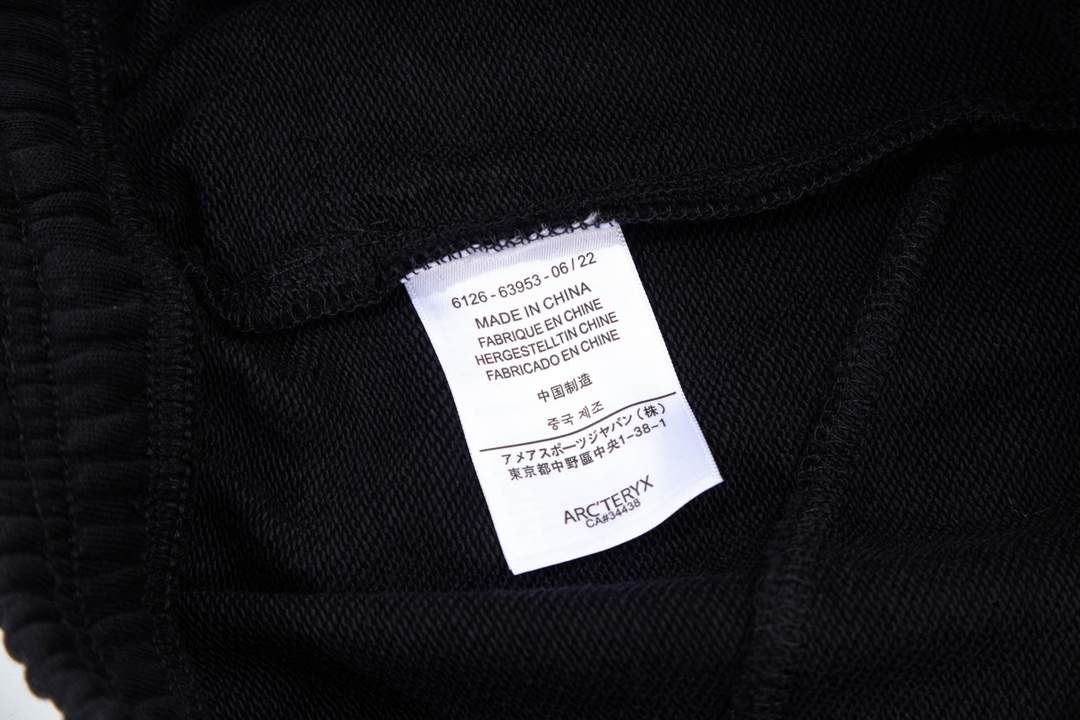 6126 - 63953 - 06 / 22
MADE IN CHINA
FABRIQUE EN CHINE
HERGESTELLTIN CHINE
FABRICADO EN CHINE
中国制造
중국 제조
アメアスポーツジャパン (株)
東京都中野區中央1-38-1
ARC'TERYX
CA#34438